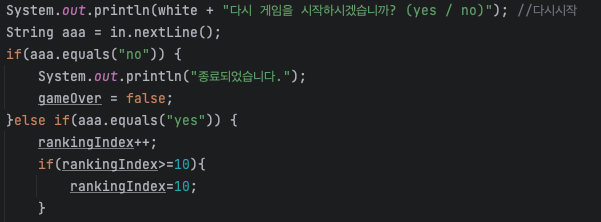 System.out.println(white + "다시 게임을 시작하시겠습니까? (yes / no)"); //다시시작
String aaa = in.nextLine();
if(aaa.equals("no")) {
System.out.println("종료되었습니다.");
gameOver = false;
}else if(aaa.equals("yes")) {
rankingIndex++;
if(rankingIndex>=10){
rankingIndex=10;
}